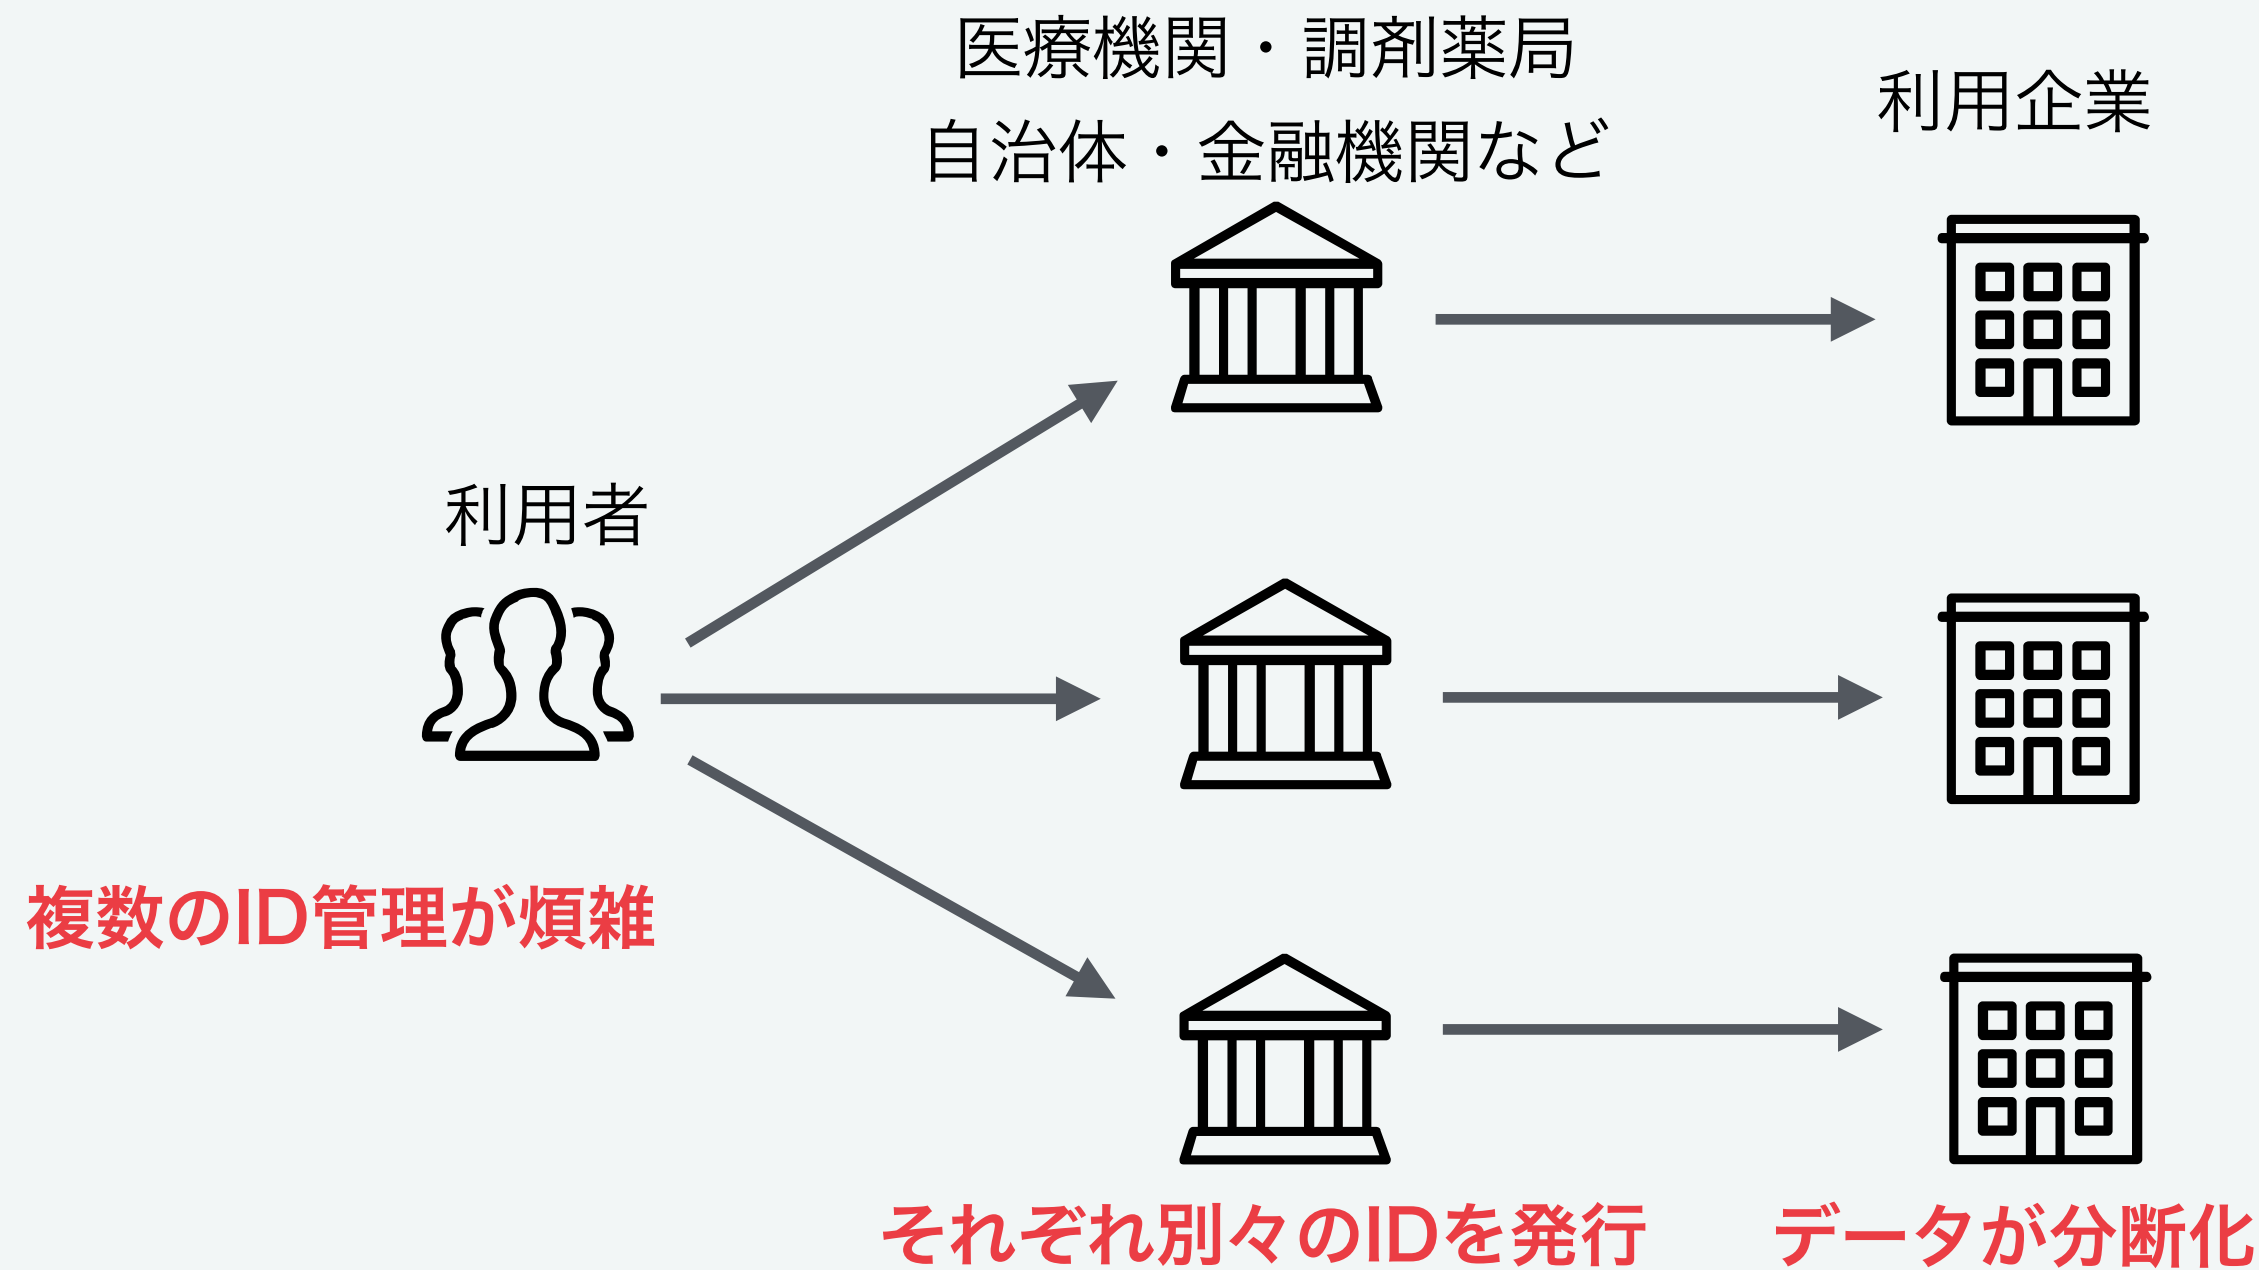 医療機関・調剤薬局
自治体・金融機関など
利用企業
利用者
複数のID管理が煩雑
それぞれ別々のIDを発行
データが分断化